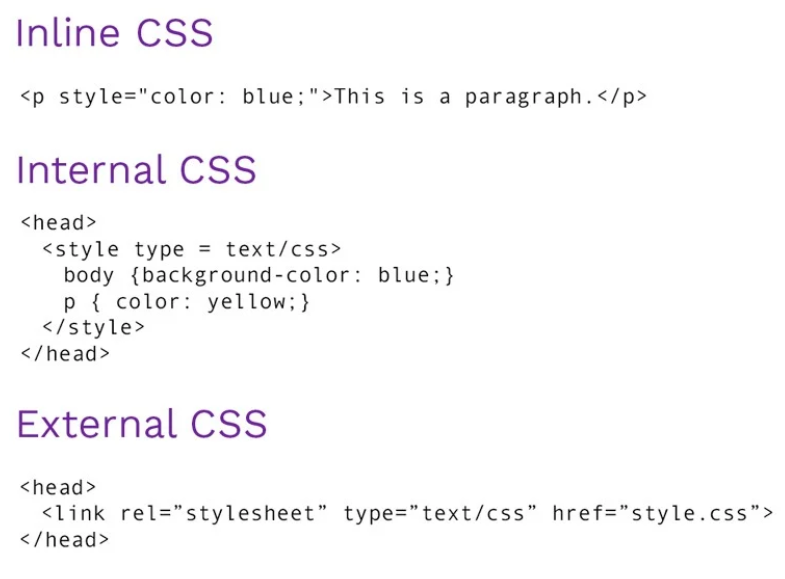 Inline CSS
<p style="color: blue;">This is a paragraph.</p>
Internal CSS
<head>
  <style type = text/css>
    body {background-color: blue;}
    p { color: yellow;}
  </style>
</head>
External CSS
<head>
  <link rel=”stylesheet” type=”text/css” href=”style.css”>
</head>